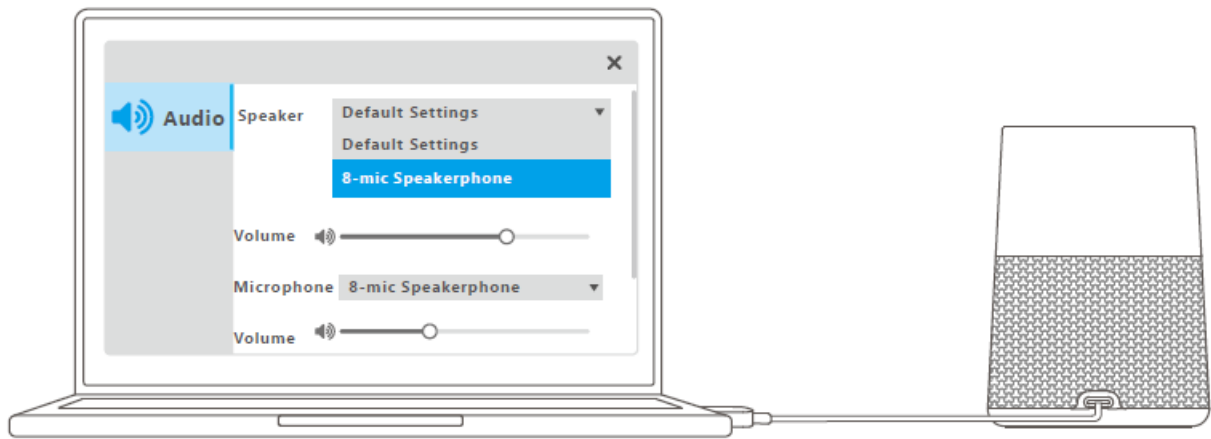 Audio
Speaker
Default Settings
Default Settings
8-mic Speakerphone
Volume
Microphone 8-mic Speakerphone
Volume